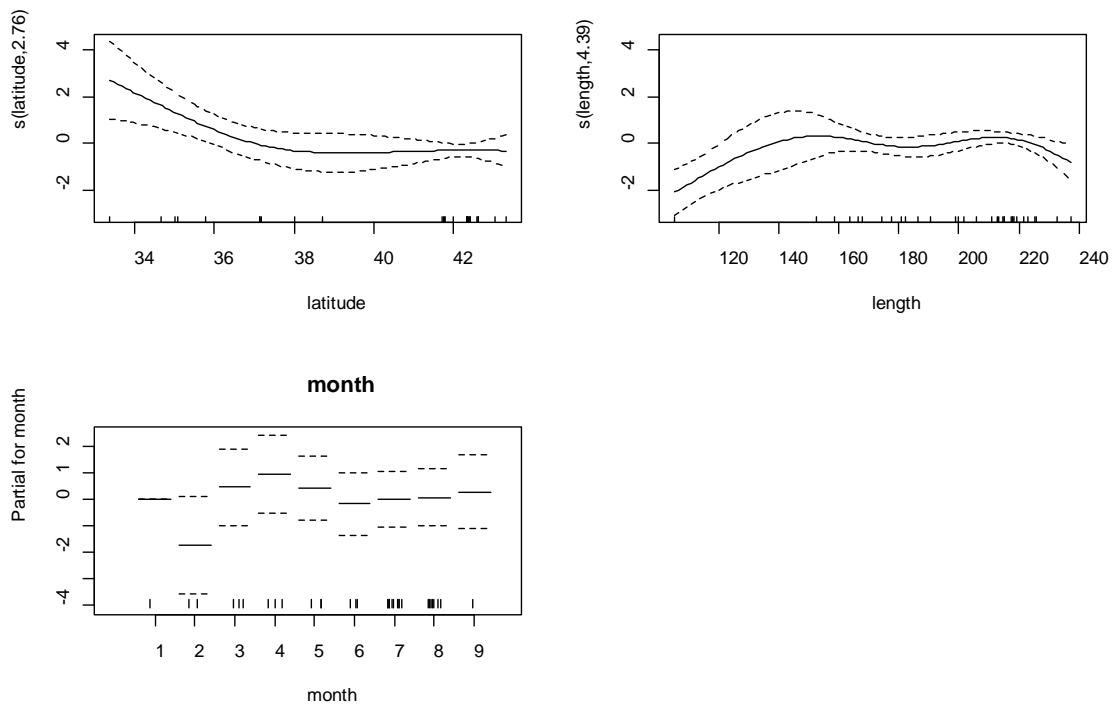 s(latitude,2.76)
4
2
0
-2
34 36 38 40 42
latitude
s(length,4.39)
4
2
0
-2
120 140 160 180 200 220 240
length
month
Partial for month
2
1
0
-2
-4
1 2 3 4 5 6 7 8 9
month